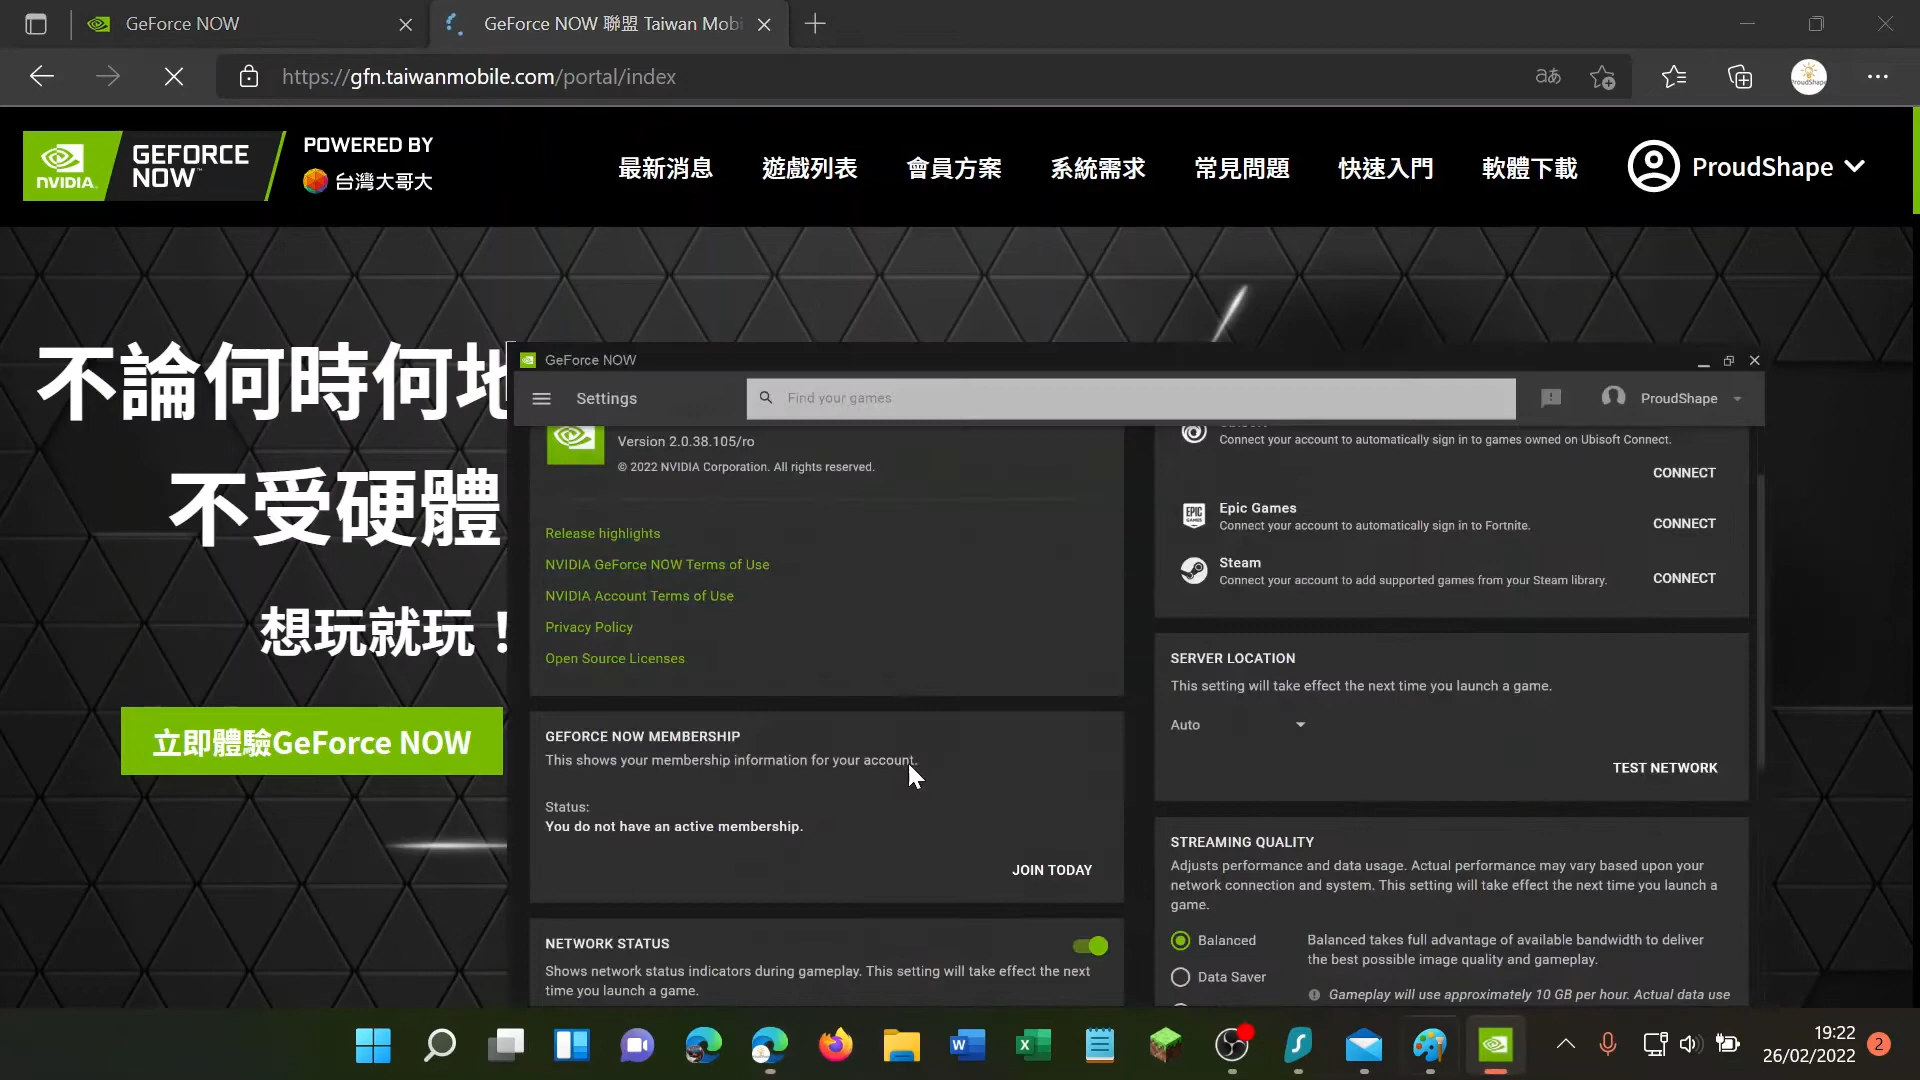 GeForce NOW
GeForce NOW 聯盟 Taiwan Mobi
https://gfn.taiwanmobile.com/portal/index
あ
NVIDIA
GEFORCE NOW
POWERED BY
台灣大哥大
最新消息
遊戲列表
會員方案
系統需求
常見問題
快速入門
軟體下載
ProudShape
不論何時何地
不受硬體
想玩就玩！
立即體驗GeForce NOW
GeForce NOW
Settings
Find your games
ProudShape
Version 2.0.38.105/ro
© 2022 NVIDIA Corporation. All rights reserved.
Release highlights
NVIDIA GeForce NOW Terms of Use
NVIDIA Account Terms of Use
Privacy Policy
Open Source Licenses
GEFORCE NOW MEMBERSHIP
This shows your membership information for your account.
Status:
You do not have an active membership.
JOIN TODAY
NETWORK STATUS
Shows network status indicators during gameplay. This setting will take effect the next
time you launch a game.
Connect your account to automatically sign in to games owned on Ubisoft Connect.
CONNECT
EPIC GAMES
Epic Games
Connect your account to automatically sign in to Fortnite.
CONNECT
Steam
Connect your account to add supported games from your Steam library.
CONNECT
SERVER LOCATION
This setting will take effect the next time you launch a game.
Auto
TEST NETWORK
STREAMING QUALITY
Adjusts performance and data usage. Actual performance may vary based upon your
network connection and system. This setting will take effect the next time you launch a
game.
Balanced
Balanced takes full advantage of available bandwidth to deliver
the best possible image quality and gameplay.
Data Saver
Gameplay will use approximately 10 GB per hour. Actual data use
19:22
26/02/2022
2